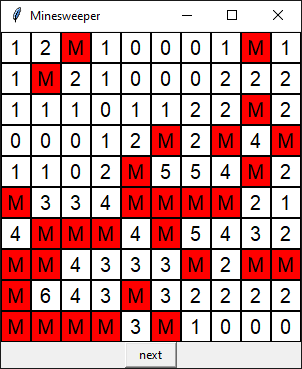 Minesweeper
1 2 M 1 0 0 0 1 M 1
1 M 2 1 0 0 0 2 2 2
1 1 1 0 1 1 2 2 M 2
0 0 0 1 2 M 2 M 4 M
1 1 0 2 M 5 5 4 M 2
M 3 3 4 M M M M 2 1
4 M M M 4 M 5 4 3 2
M M 4 3 3 3 M 2 M M
M 6 4 3 M 3 2 2 2 2
M M M M 3 M 1 0 0 0
next